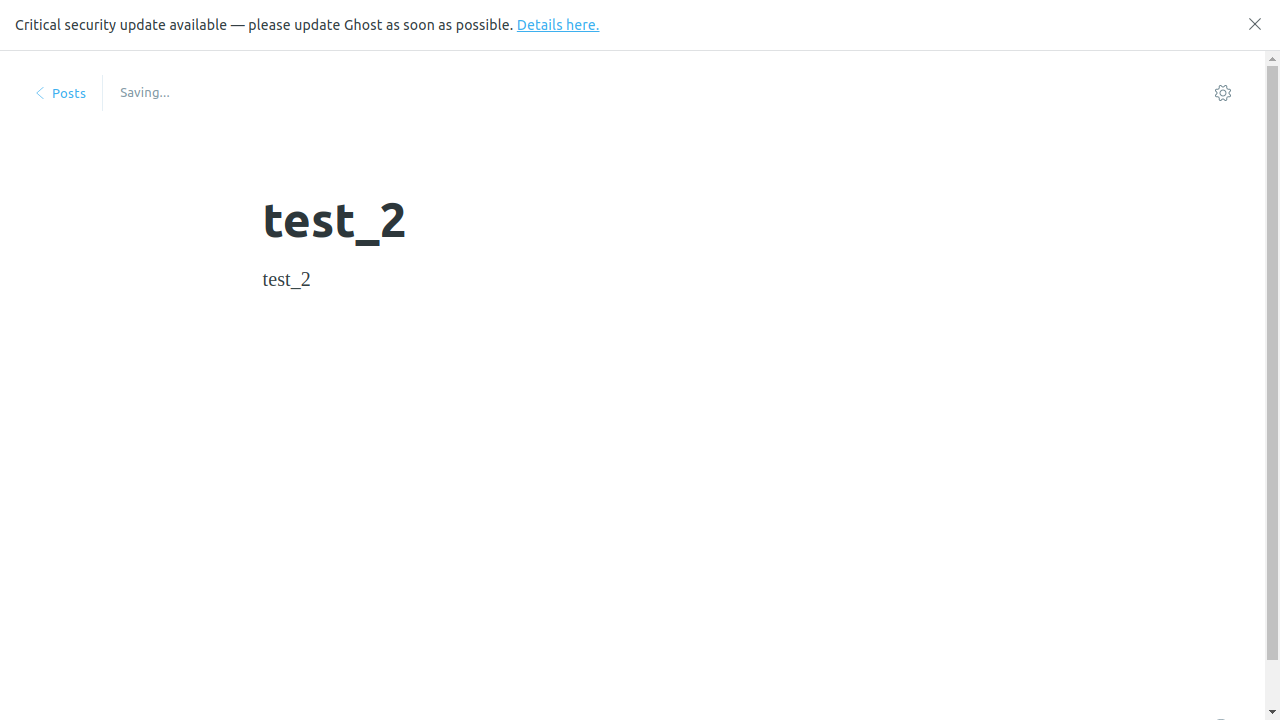 Critical security update available — please update Ghost as soon as possible. Details here.
Posts
Saving...
test_2
test_2